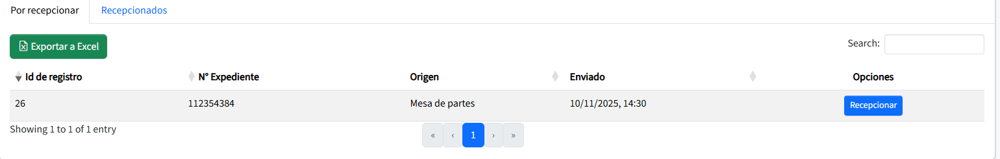 Por recepcionar Recepcionados
Exportar a Excel Search:
Id de registro N° Expediente Origen Enviado Opciones
26 112354384 Mesa de partes 10/11/2025, 14:30 Recepcionar
Showing 1 to 1 of 1 entry « ‹ 1 › »